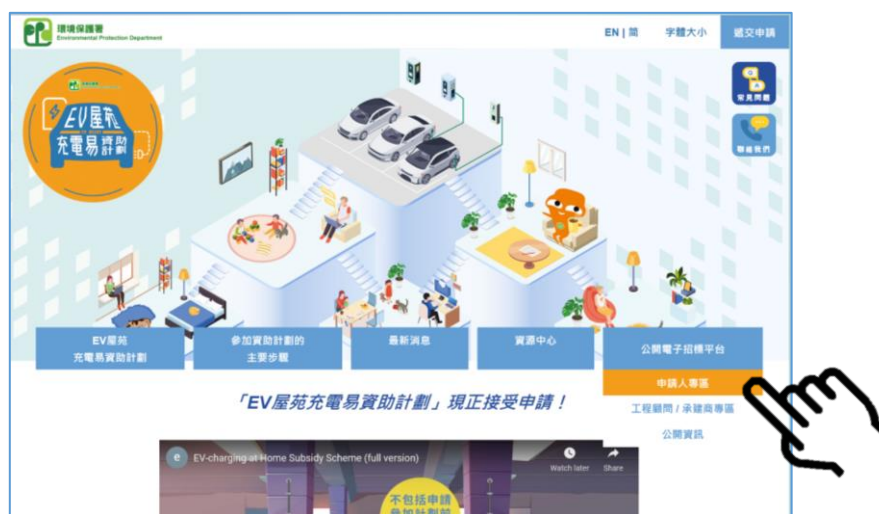 環境保護署
Environmental Protection Department
EN | 简
字體大小
遞交申請
EV屋苑
充電易資助計劃
常見問題
聯絡我們
EV屋苑
充電易資助計劃
參加資助計劃的
主要步驟
最新消息
資源中心
公開電子招標平台
申請人專區
工程顧問 / 承建商專區
公開資訊
「EV屋苑充電易資助計劃」現正接受申請！
e
EV-charging at Home Subsidy Scheme (full version)
Watch later
Share
不包括申請
參加計劃前